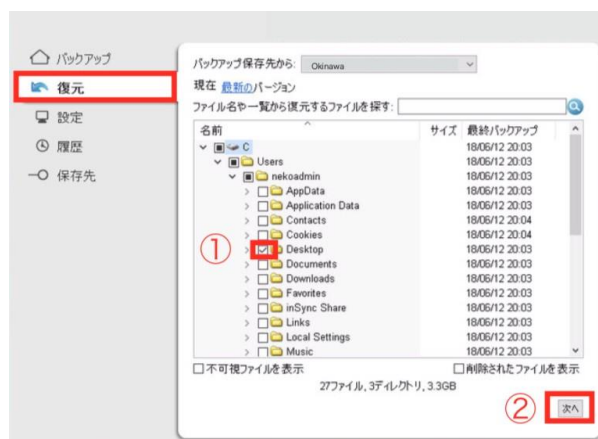 バックアップ
復元
設定
履歴
保存先
バックアップ保存先から: Okinawa
現在 最新のバージョン
ファイル名や一覧から復元するファイルを探す:
名前 サイズ 最終バックアップ
C 18/06/12 20:03
Users 18/06/12 20:03
nekoadmin 18/06/12 20:03
AppData 18/06/12 20:03
Application Data 18/06/12 20:03
Contacts 18/06/12 20:04
Cookies 18/06/12 20:04
① Desktop 18/06/12 20:03
Documents 18/06/12 20:03
Downloads 18/06/12 20:03
Favorites 18/06/12 20:03
inSync Share 18/06/12 20:03
Links 18/06/12 20:03
Local Settings 18/06/12 20:03
Music 18/06/12 20:03
不可視ファイルを表示 削除されたファイルを表示
27ファイル, 3ディレクトリ, 3.3GB
② 次へ